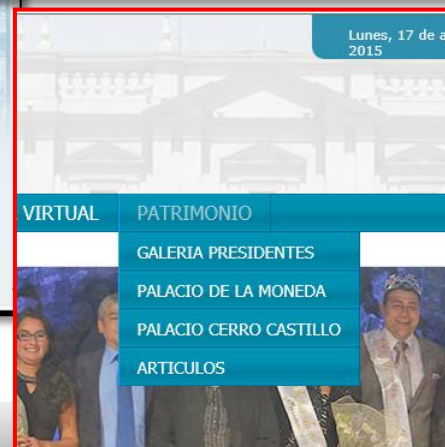 Lunes, 17 de
2015
VIRTUAL
PATRIMONIO
GALERIA PRESIDENTES
PALACIO DE LA MONEDA
PALACIO CERRO CASTILLO
ARTICULOS